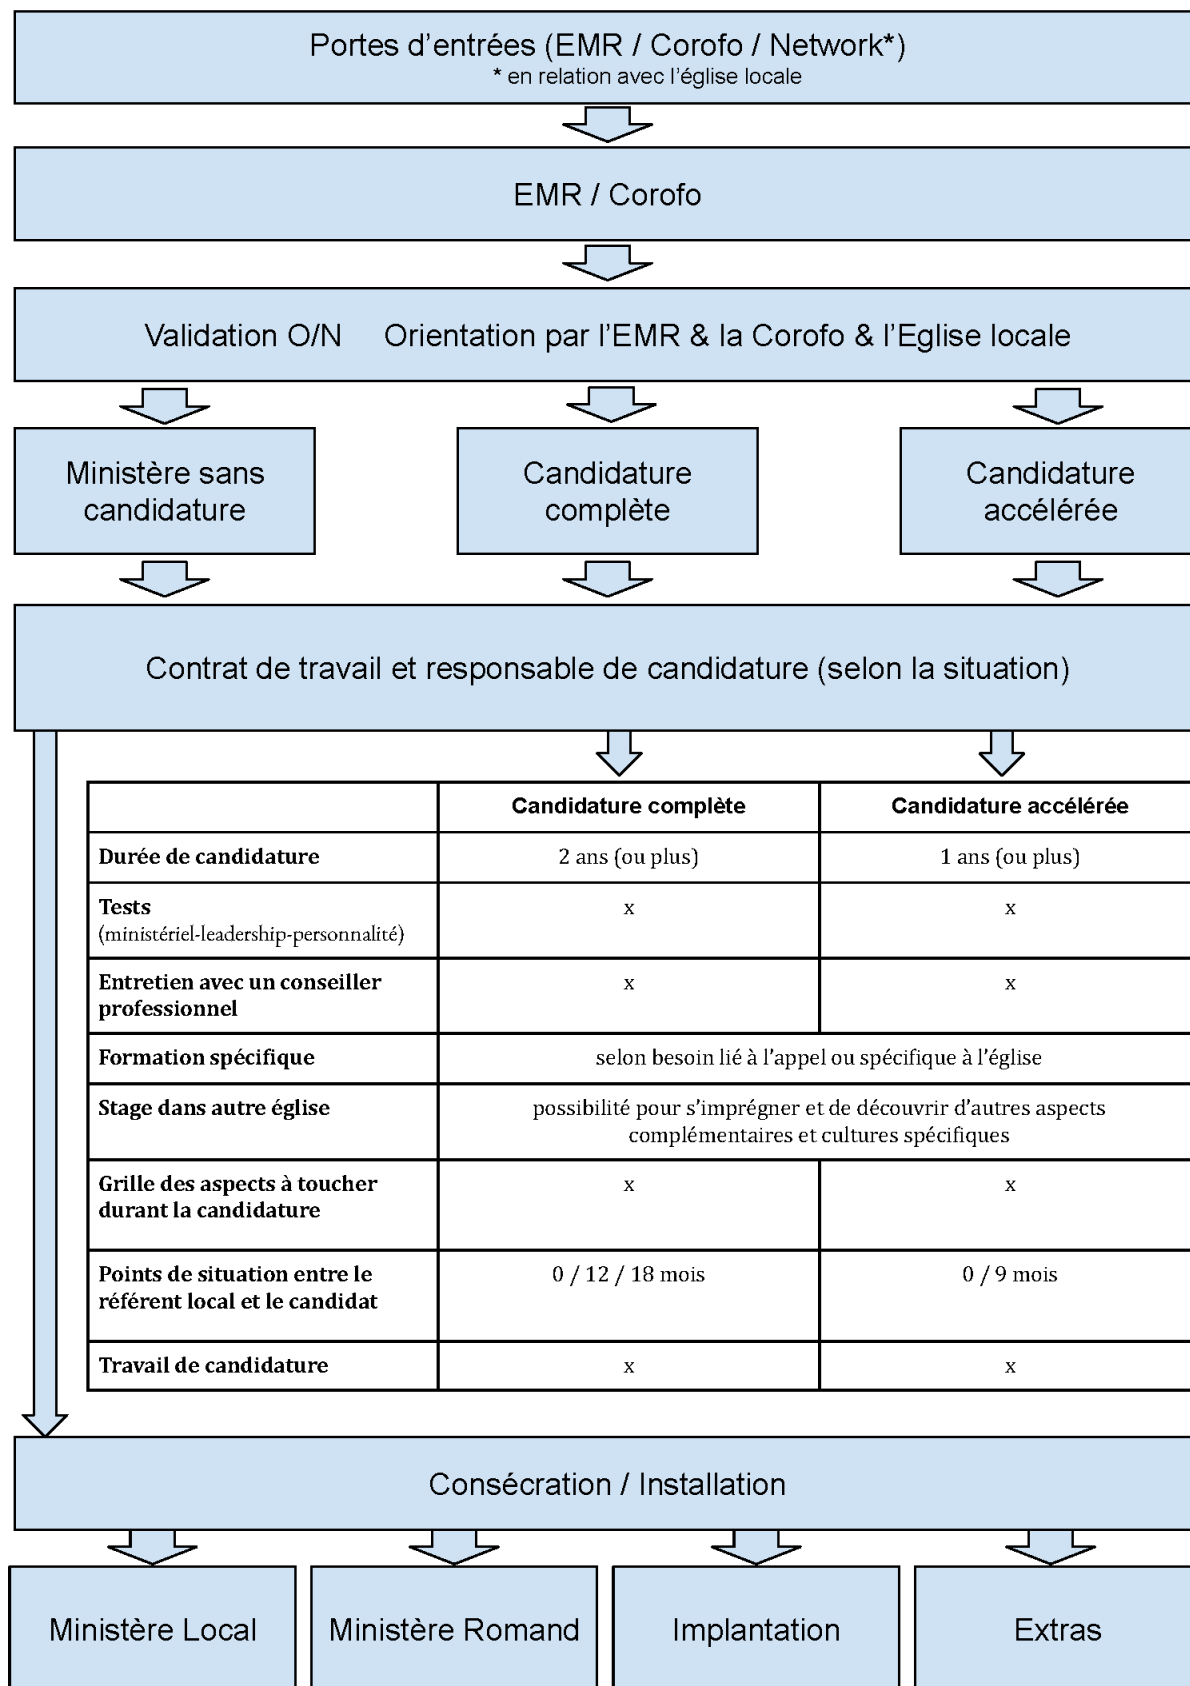 Portes d’entrées (EMR / Corofo / Network*)
* en relation avec l’église locale
EMR / Corofo
Validation O/N Orientation par l’EMR & la Corofo & l’Eglise locale
Ministère sans
candidature
Candidature
complète
Candidature
accélérée
Contrat de travail et responsable de candidature (selon la situation)
Candidature complète Candidature accélérée
Durée de candidature 2 ans (ou plus) 1 ans (ou plus)
Tests x x
(ministériel-leadership-personnalité)
Entretien avec un conseiller x x
professionnel
Formation spécifique selon besoin lié à l’appel ou spécifique à l’église
Stage dans autre église possibilité pour s’imprégner et de découvrir d’autres aspects
complémentaires et cultures spécifiques
Grille des aspects à toucher x x
durant la candidature
Points de situation entre le 0 / 12 / 18 mois 0 / 9 mois
référent local et le candidat
Travail de candidature x x
Consécration / Installation
Ministère Local Ministère Romand Implantation Extras